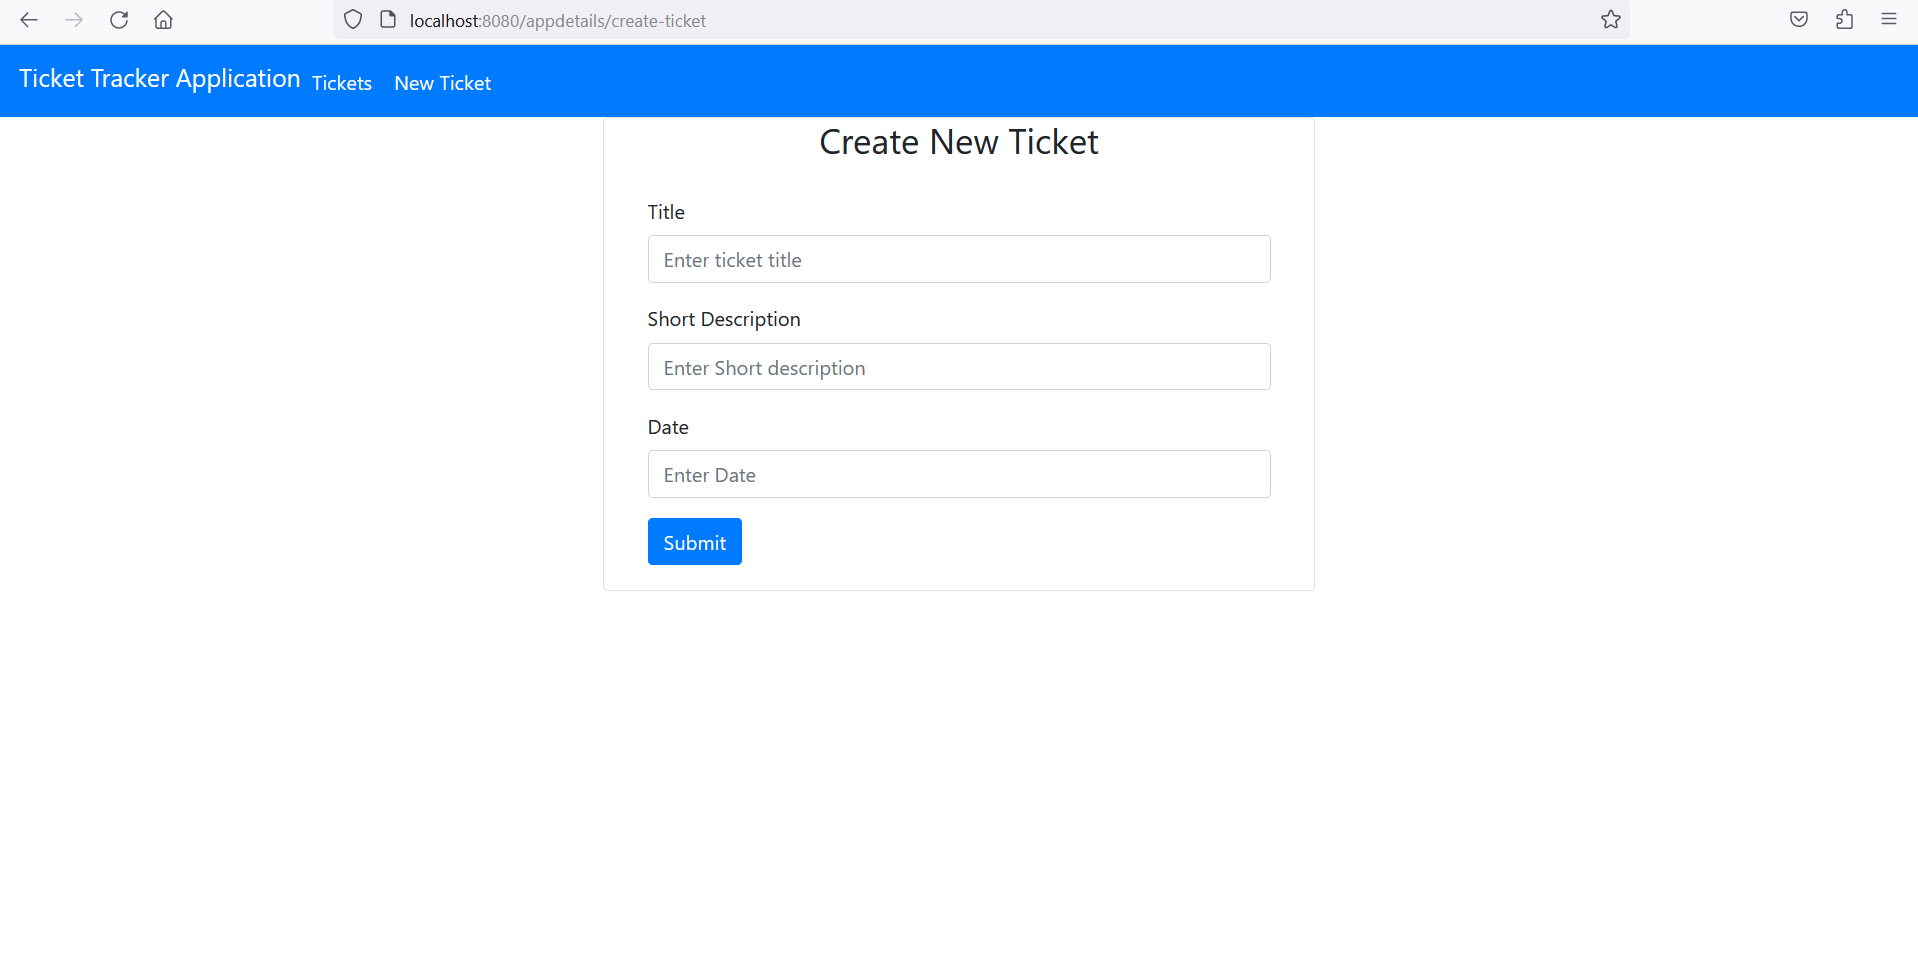 localhost:8080/appdetails/create-ticket
Ticket Tracker Application Tickets New Ticket
Create New Ticket
Title
Enter ticket title
Short Description
Enter Short description
Date
Enter Date
Submit